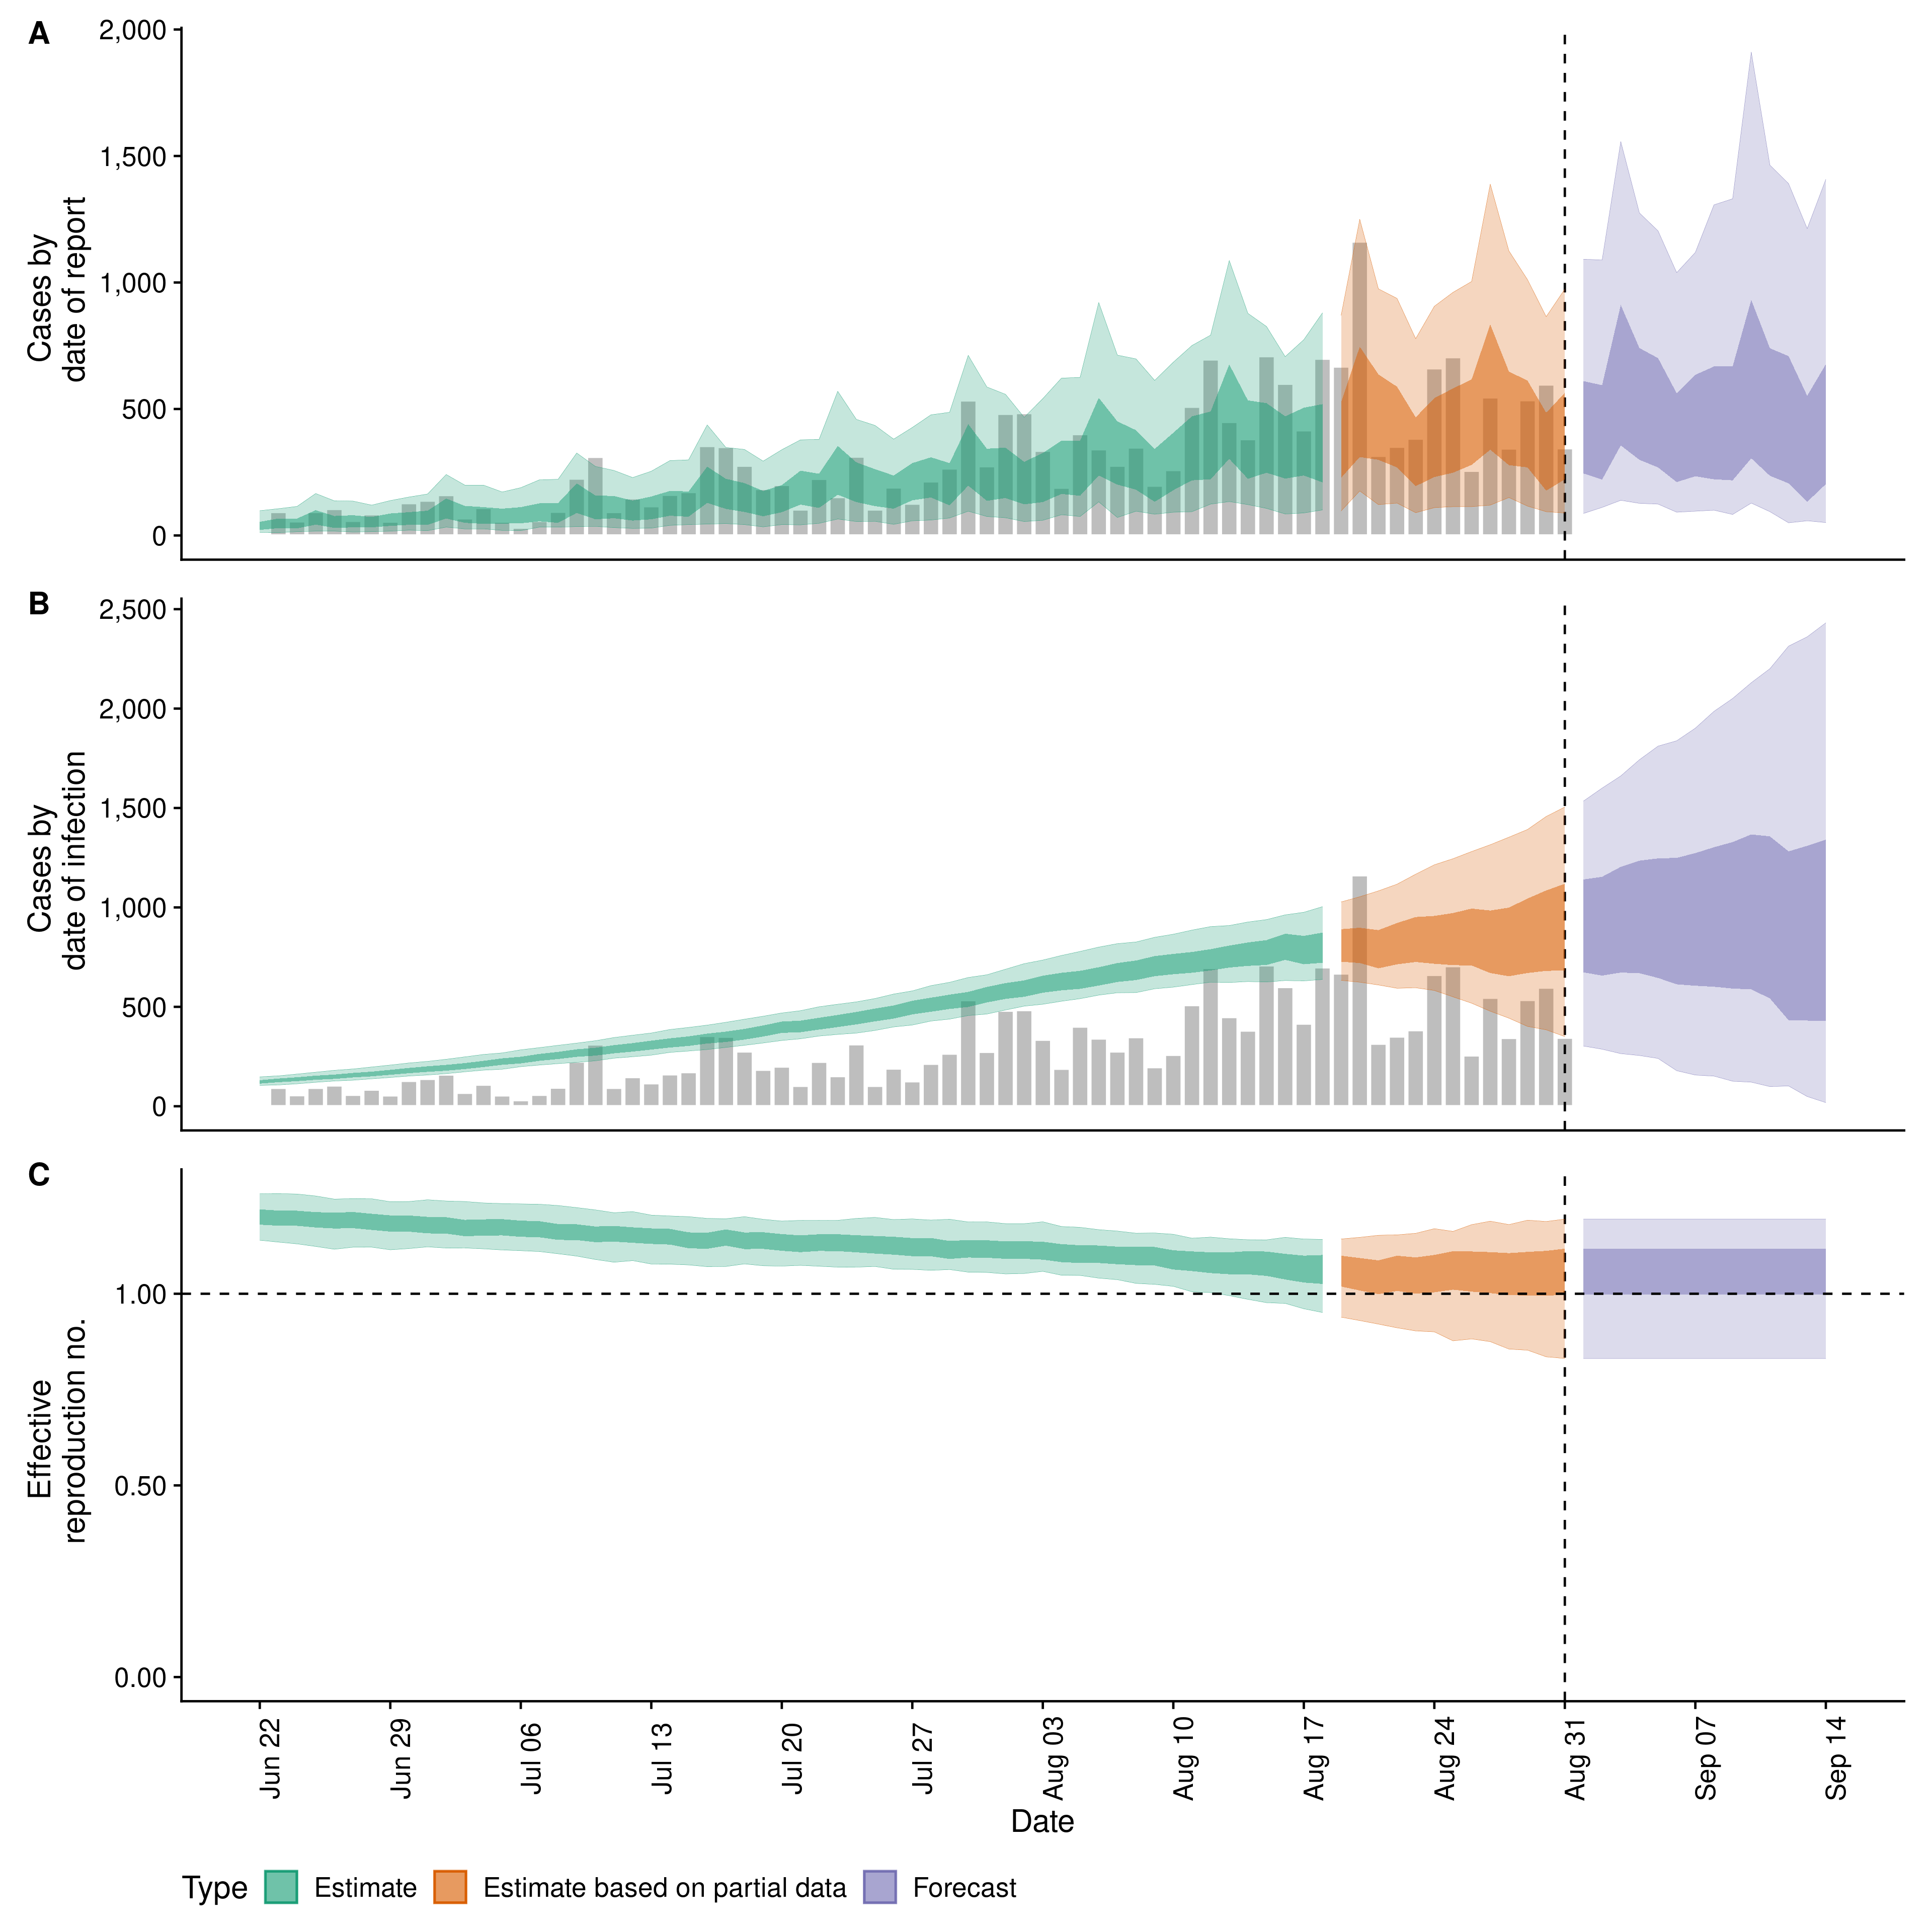 A
2,000
1,500
1,000
500
0
Cases by
date of report
B
2,500
2,000
1,500
1,000
500
0
Cases by
date of infection
C
1.00
0.50
0.00
Effective
reproduction no.
Jun 22
Jun 29
Jul 06
Jul 13
Jul 20
Jul 27
Aug 03
Aug 10
Aug 17
Aug 24
Aug 31
Sep 07
Sep 14
Date
Type Estimate Estimate based on partial data Forecast